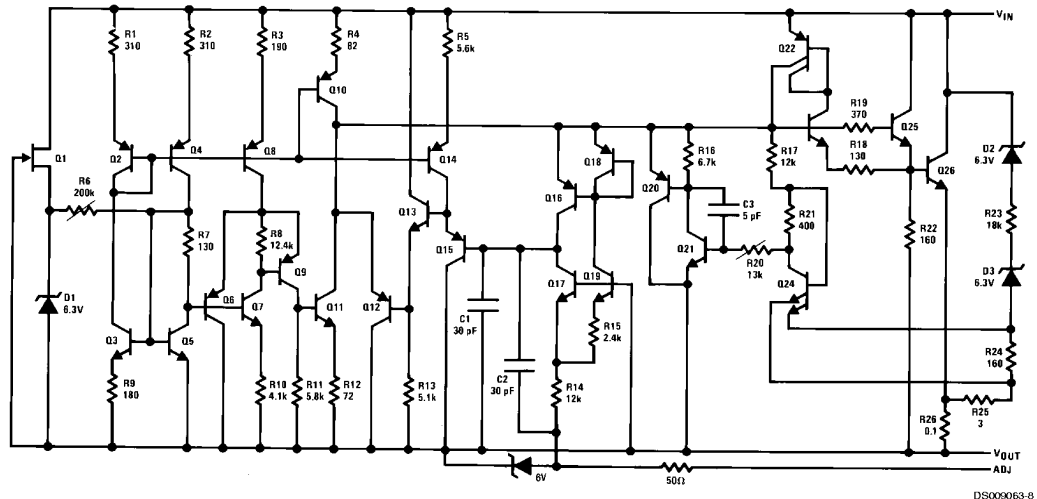 VIN
R1
310
R2
310
R3
190
R4
82
R5
5.6k
Q1
Q2
Q4
Q8
Q10
Q14
Q22
R19
370
Q25
R18
130
Q26
D2
6.3V
R6
200k
R7
130
R8
12.4k
Q9
Q13
Q15
Q16
Q18
Q20
R16
6.7k
C3
5 pF
R17
12k
R21
400
R22
160
R23
18k
D1
6.3V
Q3
Q5
Q6
Q7
Q11
Q12
C1
30 pF
Q17
Q19
Q21
R20
13k
Q24
D3
6.3V
R9
180
R10
4.1k
R11
5.8k
R12
72
R13
5.1k
C2
30 pF
R15
2.4k
R14
12k
R24
160
R25
3
R26
0.1
VOUT
6V
50Ω
ADJ
DS009063-8